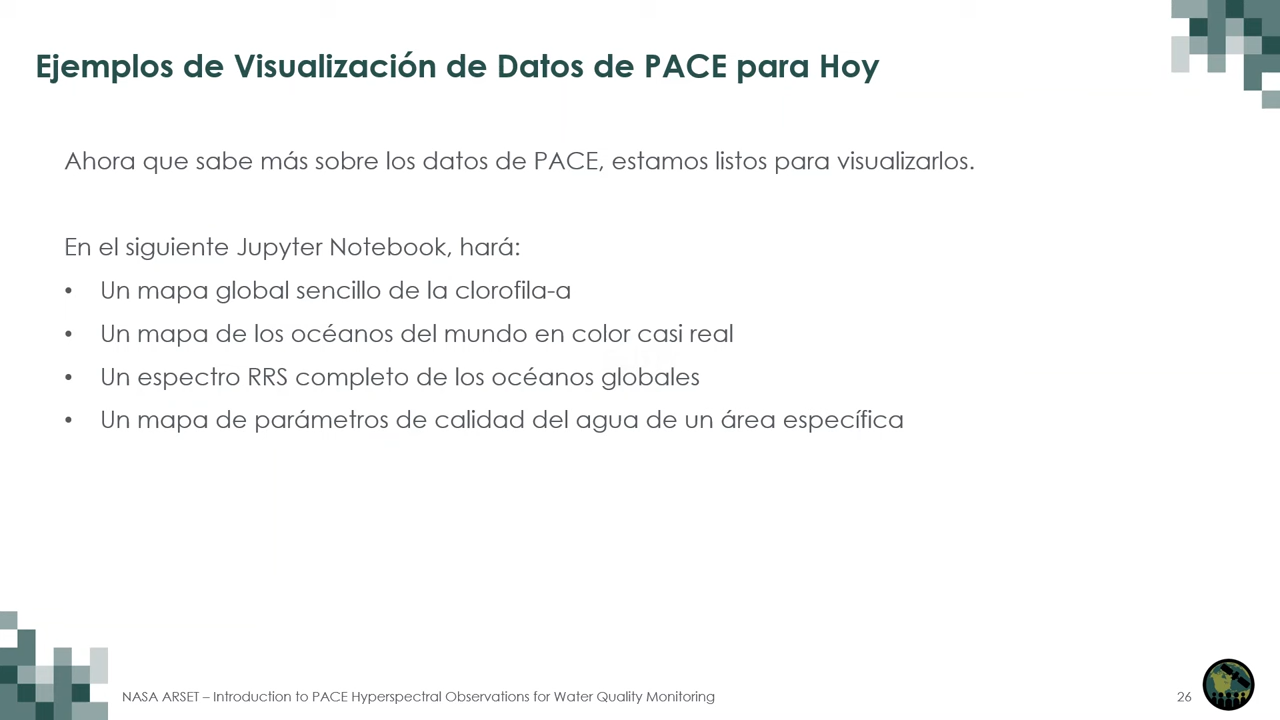 Ejemplos de Visualización de Datos de PACE para Hoy
Ahora que sabe más sobre los datos de PACE, estamos listos para visualizarlos.
En el siguiente Jupyter Notebook, hará:
• Un mapa global sencillo de la clorofila-a
• Un mapa de los océanos del mundo en color casi real
• Un espectro RRS completo de los océanos globales
• Un mapa de parámetros de calidad del agua de un área específica
NASA ARSET – Introduction to PACE Hyperspectral Observations for Water Quality Monitoring
26